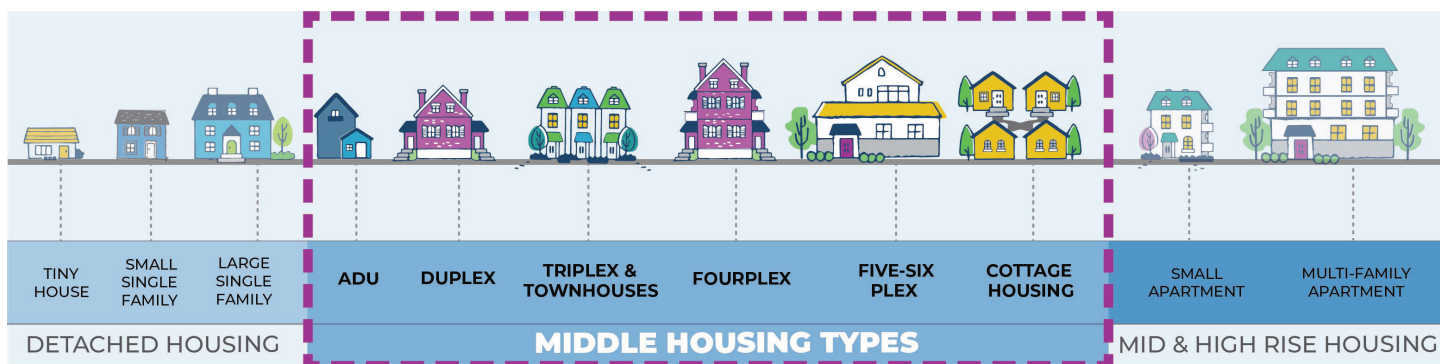 TINY
HOUSE
SMALL
SINGLE
FAMILY
LARGE
SINGLE
FAMILY
ADU
DUPLEX
TRIPLEX &
TOWNHOUSES
FOURPLEX
FIVE-SIX
PLEX
COTTAGE
HOUSING
SMALL
APARTMENT
MULTI-FAMILY
APARTMENT
DETACHED HOUSING
MIDDLE HOUSING TYPES
MID & HIGH RISE HOUSING